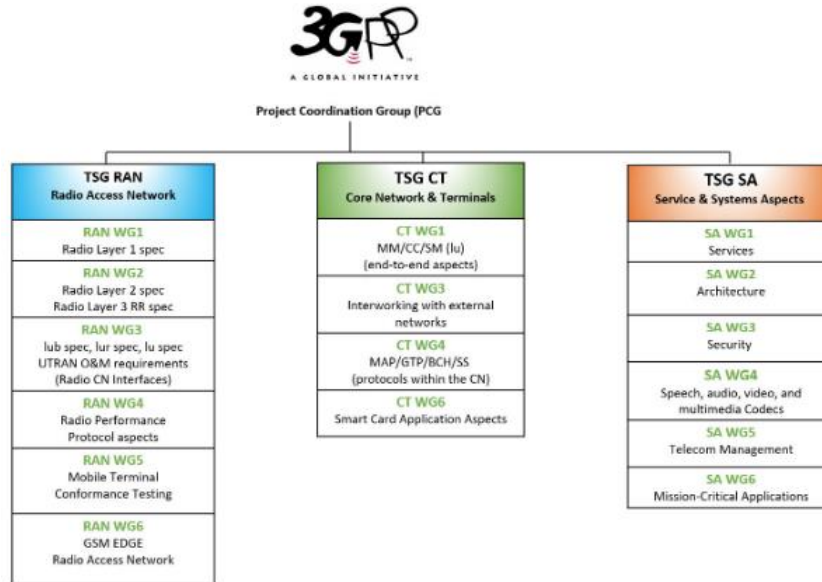 3GPP
A GLOBAL INITIATIVE
Project Coordination Group (PCG
TSG RAN
Radio Access Network
RAN WG1
Radio Layer 1 spec
RAN WG2
Radio Layer 2 spec
Radio Layer 3 RR spec
RAN WG3
lub spec, lur spec, lu spec
UTRAN O&M requirements
(Radio CN Interfaces)
RAN WG4
Radio Performance
Protocol aspects
RAN WG5
Mobile Terminal
Conformance Testing
RAN WG6
GSM EDGE
Radio Access Network
TSG CT
Core Network & Terminals
CT WG1
MM/CC/SM (lu)
(end-to-end aspects)
CT WG3
Interworking with external
networks
CT WG4
MAP/GTP/BCH/SS
(protocols within the CN)
CT WG6
Smart Card Application Aspects
TSG SA
Service & Systems Aspects
SA WG1
Services
SA WG2
Architecture
SA WG3
Security
SA WG4
Speech, audio, video, and
multimedia Codecs
SA WG5
Telecom Management
SA WG6
Mission-Critical Applications